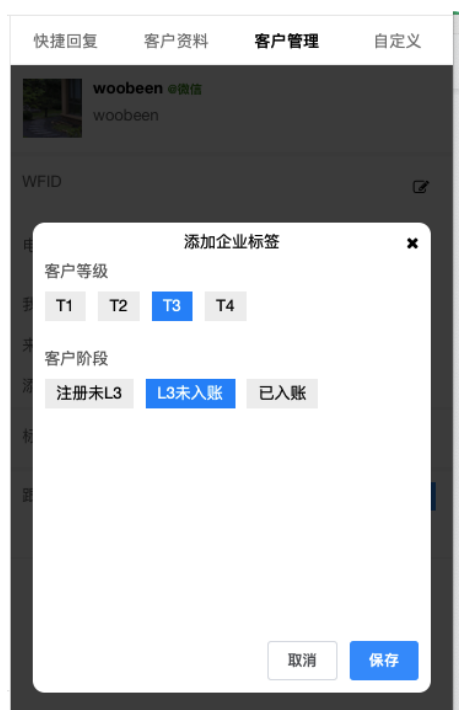 快捷回复 客户资料 客户管理 自定义
woobeen @微信
woobeen
WFID
添加企业标签
客户等级
T1 T2 T3 T4
客户阶段
注册未L3 L3未入账 已入账
取消 保存